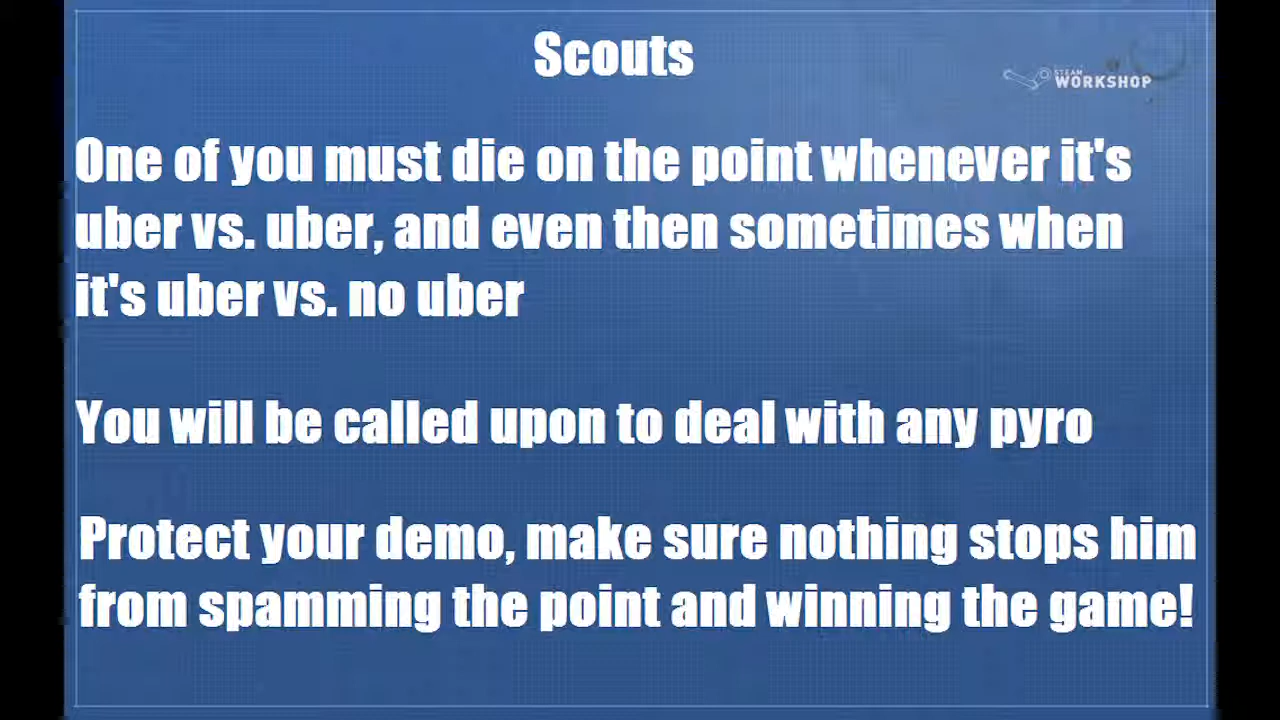 Scouts
STEAM
WORKSHOP
One of you must die on the point whenever it's
uber vs. uber, and even then sometimes when
it's uber vs. no uber
You will be called upon to deal with any pyro
Protect your demo, make sure nothing stops him
from spamming the point and winning the game!